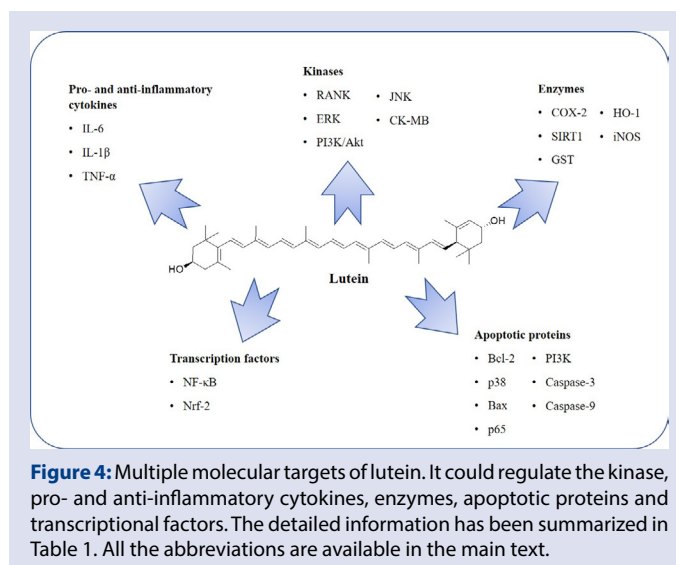 Pro- and anti-inflammatory
cytokines
• IL-6
• IL-1β
• TNF-α
Kinases
• RANK • JNK
• ERK • CK-MB
• PI3K/Akt
Enzymes
• COX-2 • HO-1
• SIRT1 • iNOS
• GST
OH
HO
Lutein
Transcription factors
• NF-κB
• Nrf-2
Apoptotic proteins
• Bcl-2 • PI3K
• p38 • Caspase-3
• Bax • Caspase-9
• p65
Figure 4: Multiple molecular targets of lutein. It could regulate the kinase,
pro- and anti-inflammatory cytokines, enzymes, apoptotic proteins and
transcriptional factors. The detailed information has been summarized in
Table 1. All the abbreviations are available in the main text.